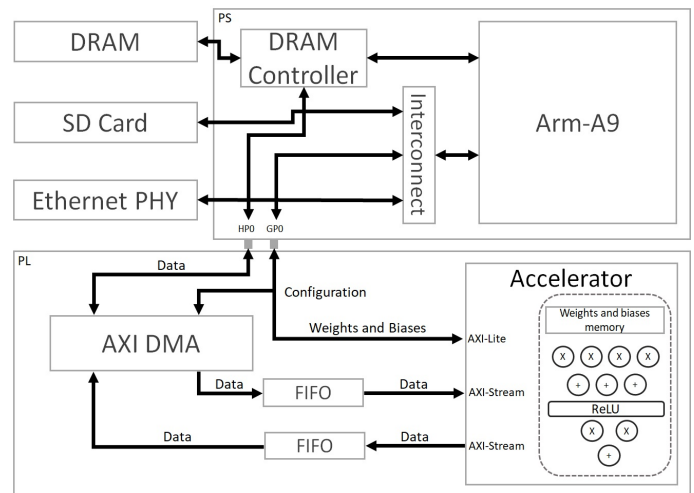 PS
DRAM
DRAM
Controller
SD Card
Interconnect
Arm-A9
Ethernet PHY
HP0
GP0
PL
Data
Configuration
Accelerator
Weights and biases
memory
AXI DMA
Weights and Biases
AXI-Lite
X
X
X
X
Data
FIFO
Data
AXI-Stream
+
+
+
ReLU
Data
FIFO
Data
AXI-Stream
X
X
+